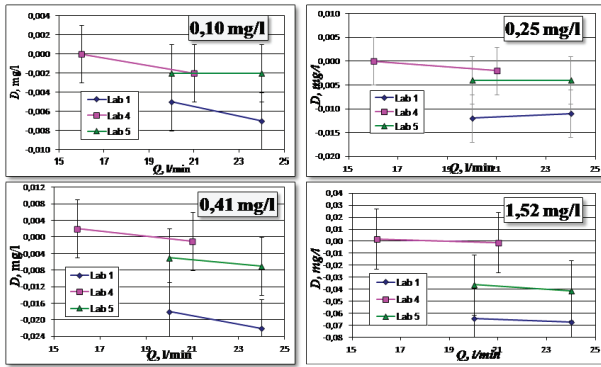 0,10 mg/l
0,004
0,002
0,000
-0,002
-0,004
-0,006
-0,008
-0,010
D, mg/l
Lab 1
Lab 4
Lab 5
15 17 19 21 23 25
Q, l/min
0,25 mg/l
0,010
0,005
0,000
-0,005
-0,010
-0,015
-0,020
D, mg/l
Lab 1
Lab 4
Lab 5
15 17 19 21 23 25
Q, l/min
0,41 mg/l
0,012
0,008
0,004
0,000
-0,004
-0,008
-0,012
-0,016
-0,020
-0,024
D, mg/l
Lab 1
Lab 4
Lab 5
15 17 19 21 23 25
Q, l/min
1,52 mg/l
0,04
0,03
0,02
0,01
0,00
-0,01
-0,02
-0,03
-0,04
-0,05
-0,06
-0,07
-0,08
D, mg/l
Lab 1
Lab 4
Lab 5
15 17 19 21 23 25
Q, l/min